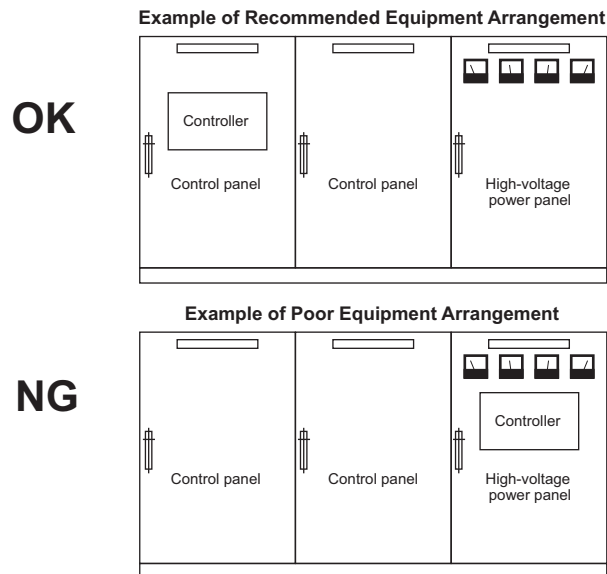 Example of Recommended Equipment Arrangement
OK
Controller
Control panel
Control panel
High-voltage
power panel
Example of Poor Equipment Arrangement
NG
Controller
Control panel
Control panel
High-voltage
power panel